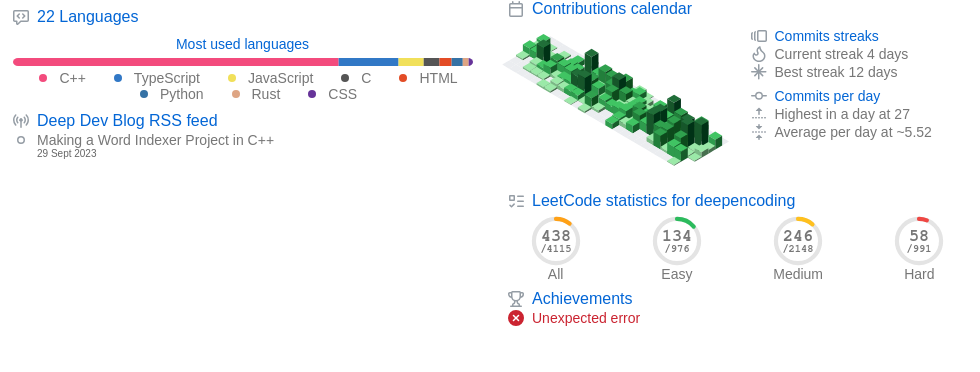 22 Languages
Most used languages
C++ TypeScript JavaScript C HTML
Python Rust CSS
Deep Dev Blog RSS feed
Making a Word Indexer Project in C++
29 Sept 2023
Contributions calendar
Commits streaks
Current streak 4 days
Best streak 12 days
Commits per day
Highest in a day at 27
Average per day at ~5.52
LeetCode statistics for deepencoding
438 134 246 58
/4115 /976 /2148 /991
All Easy Medium Hard
Achievements
Unexpected error